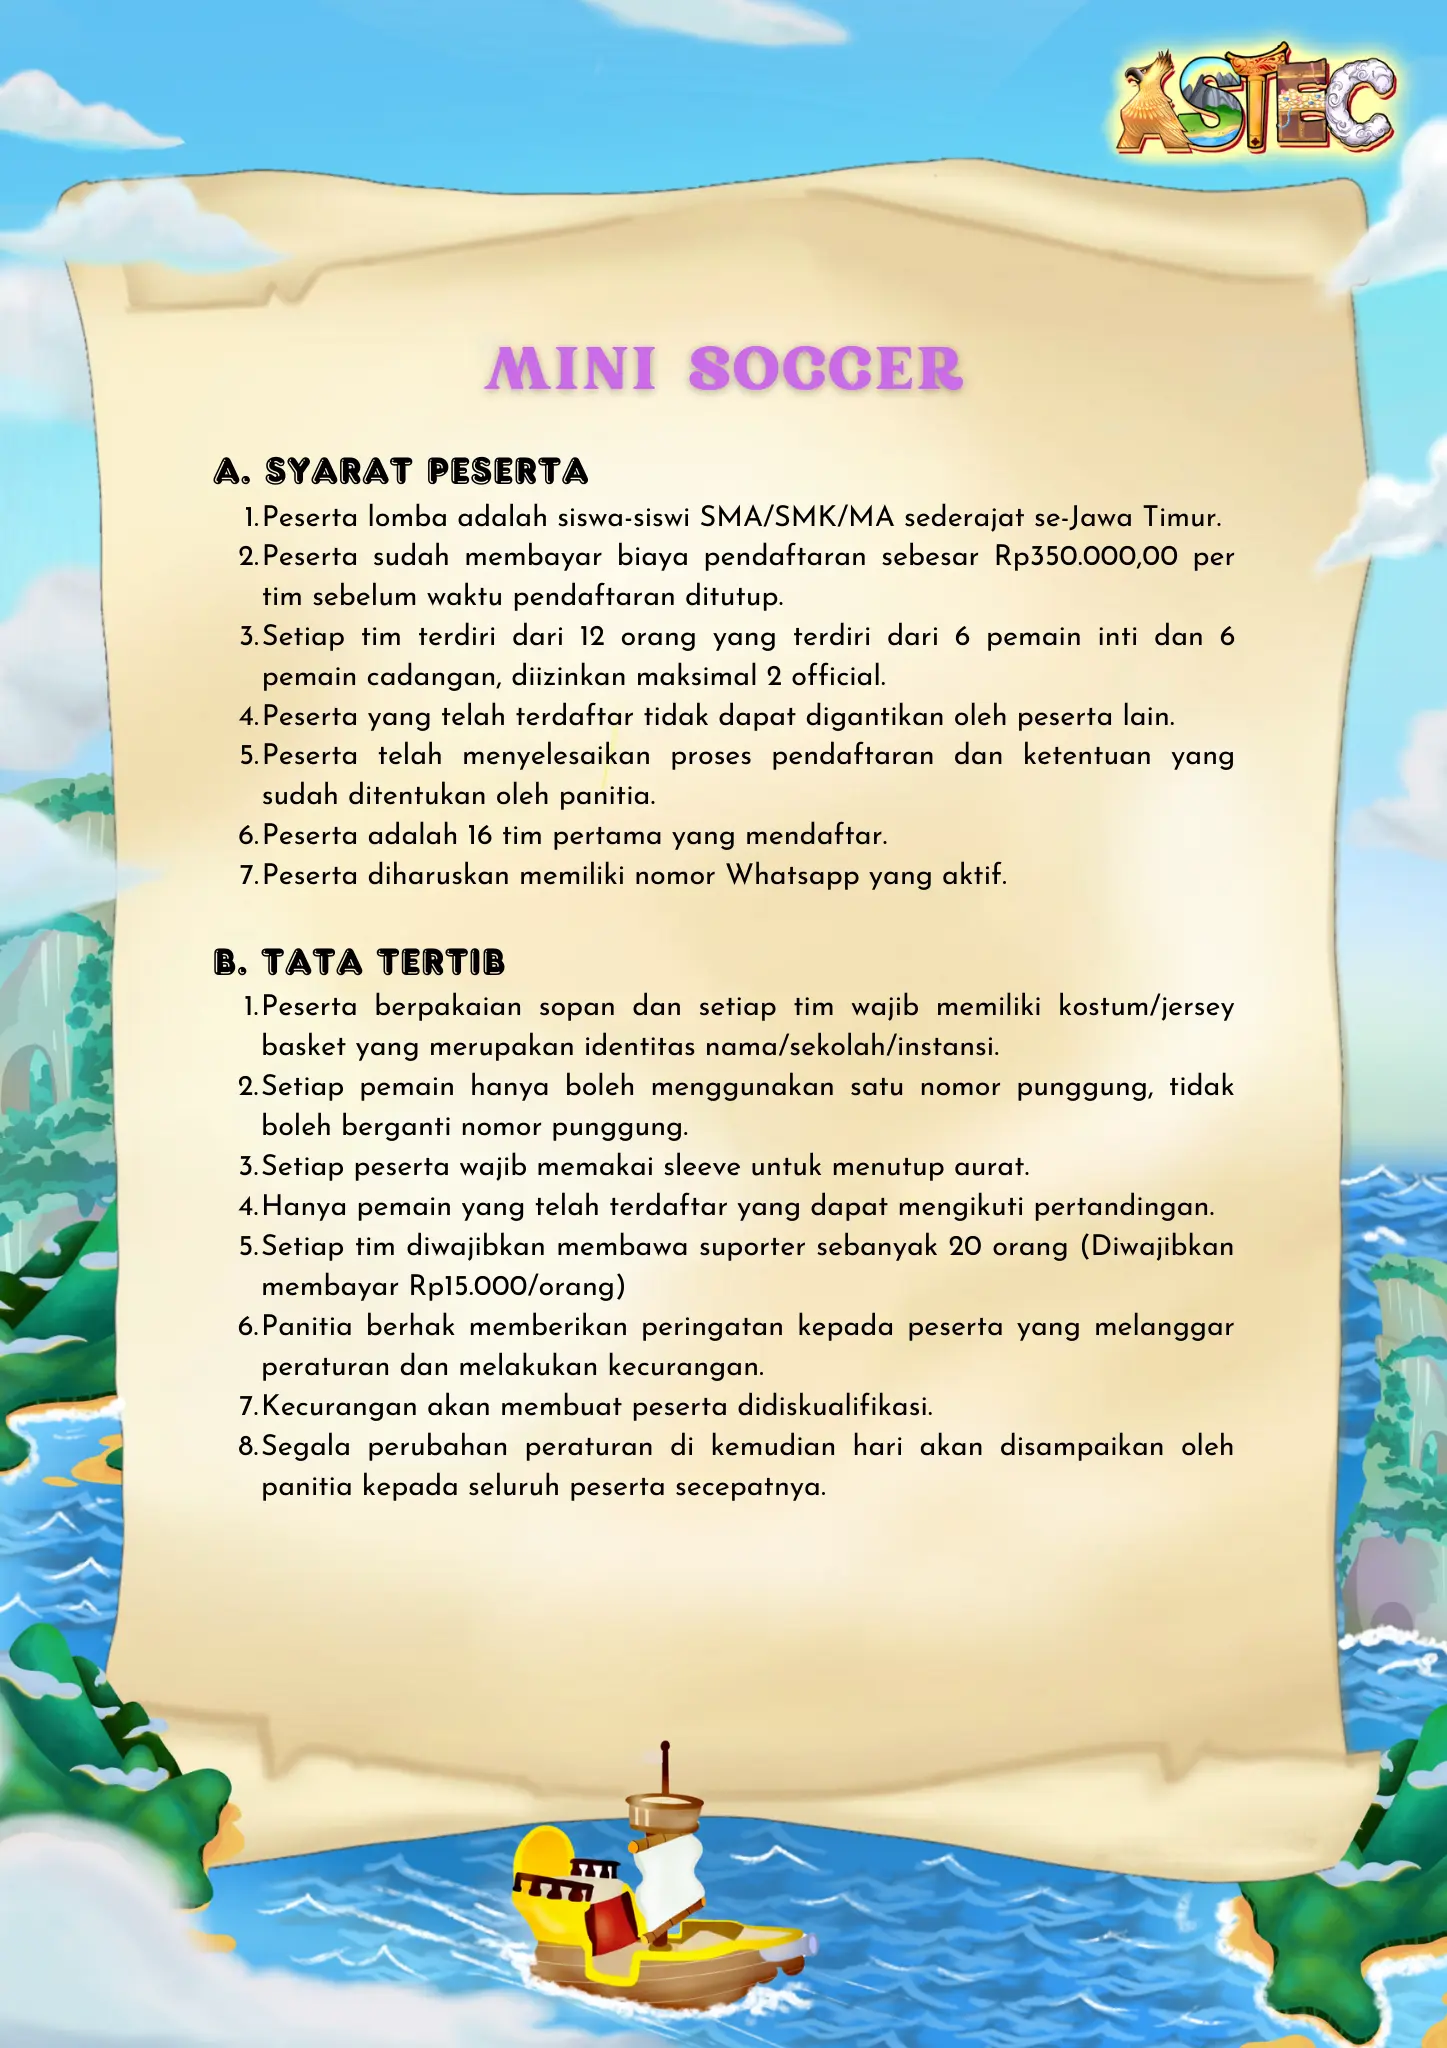 ASTEC
MINI SOCCER
A. SYARAT PESERTA
1. Peserta lomba adalah siswa-siswi SMA/SMK/MA sederajat se-Jawa Timur.
2. Peserta sudah membayar biaya pendaftaran sebesar Rp350.000,00 per
tim sebelum waktu pendaftaran ditutup.
3. Setiap tim terdiri dari 12 orang yang terdiri dari 6 pemain inti dan 6
pemain cadangan, diizinkan maksimal 2 official.
4. Peserta yang telah terdaftar tidak dapat digantikan oleh peserta lain.
5. Peserta telah menyelesaikan proses pendaftaran dan ketentuan yang
sudah ditentukan oleh panitia.
6. Peserta adalah 16 tim pertama yang mendaftar.
7. Peserta diharuskan memiliki nomor Whatsapp yang aktif.
B. TATA TERTIB
1. Peserta berpakaian sopan dan setiap tim wajib memiliki kostum/jersey
basket yang merupakan identitas nama/sekolah/instansi.
2. Setiap pemain hanya boleh menggunakan satu nomor punggung, tidak
boleh berganti nomor punggung.
3. Setiap peserta wajib memakai sleeve untuk menutup aurat.
4. Hanya pemain yang telah terdaftar yang dapat mengikuti pertandingan.
5. Setiap tim diwajibkan membawa suporter sebanyak 20 orang (Diwajibkan
membayar Rp15.000/orang)
6. Panitia berhak memberikan peringatan kepada peserta yang melanggar
peraturan dan melakukan kecurangan.
7. Kecurangan akan membuat peserta didiskualifikasi.
8. Segala perubahan peraturan di kemudian hari akan disampaikan oleh
panitia kepada seluruh peserta secepatnya.